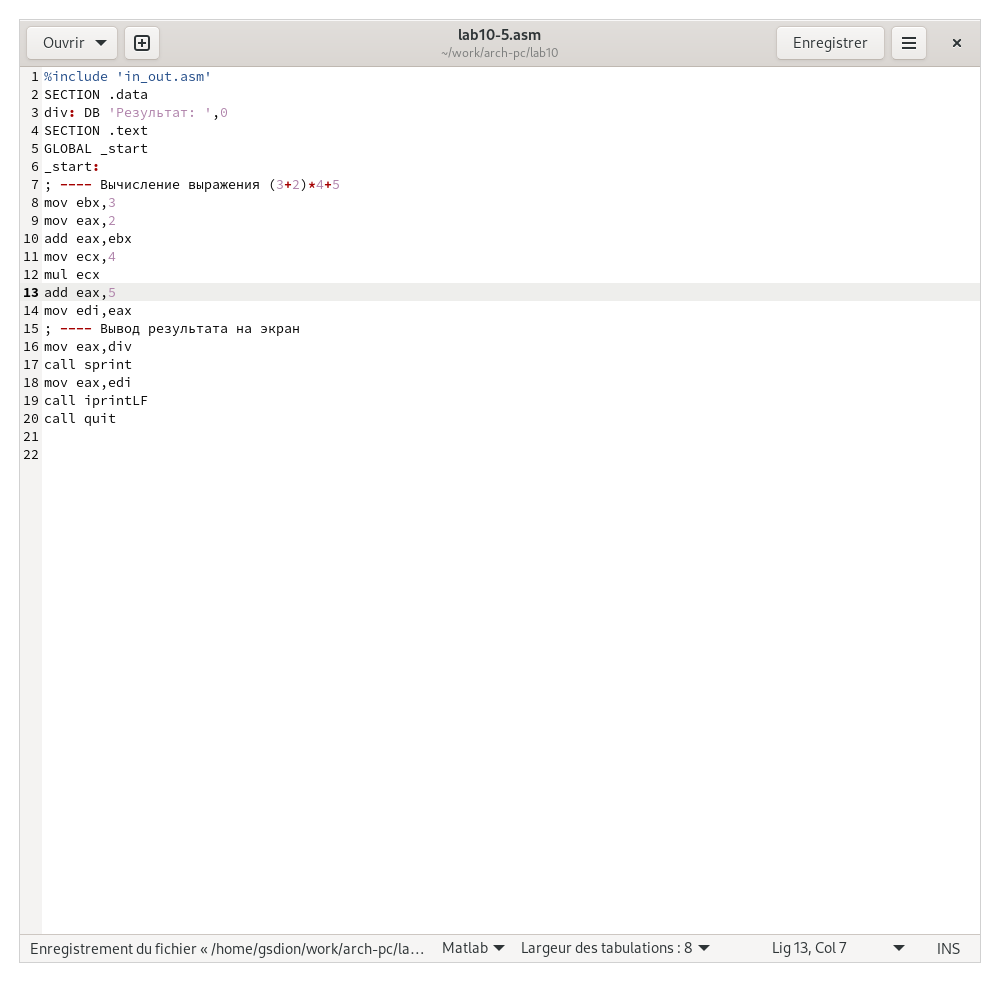 Ouvrir
lab10-5.asm
~/work/arch-pc/lab10
Enregistrer
1 %include 'in_out.asm'
2 SECTION .data
3 div: DB 'Результат: ',0
4 SECTION .text
5 GLOBAL _start
6 _start:
7 ; ---- Вычисление выражения (3+2)*4+5
8 mov ebx,3
9 mov eax,2
10 add eax,ebx
11 mov ecx,4
12 mul ecx
13 add eax,5
14 mov edi,eax
15 ; ---- Вывод результата на экран
16 mov eax,div
17 call sprint
18 mov eax,edi
19 call iprintLF
20 call quit
21
22
Enregistrement du fichier « /home/gsdion/work/arch-pc/la… Matlab Largeur des tabulations : 8 Lig 13, Col 7 INS